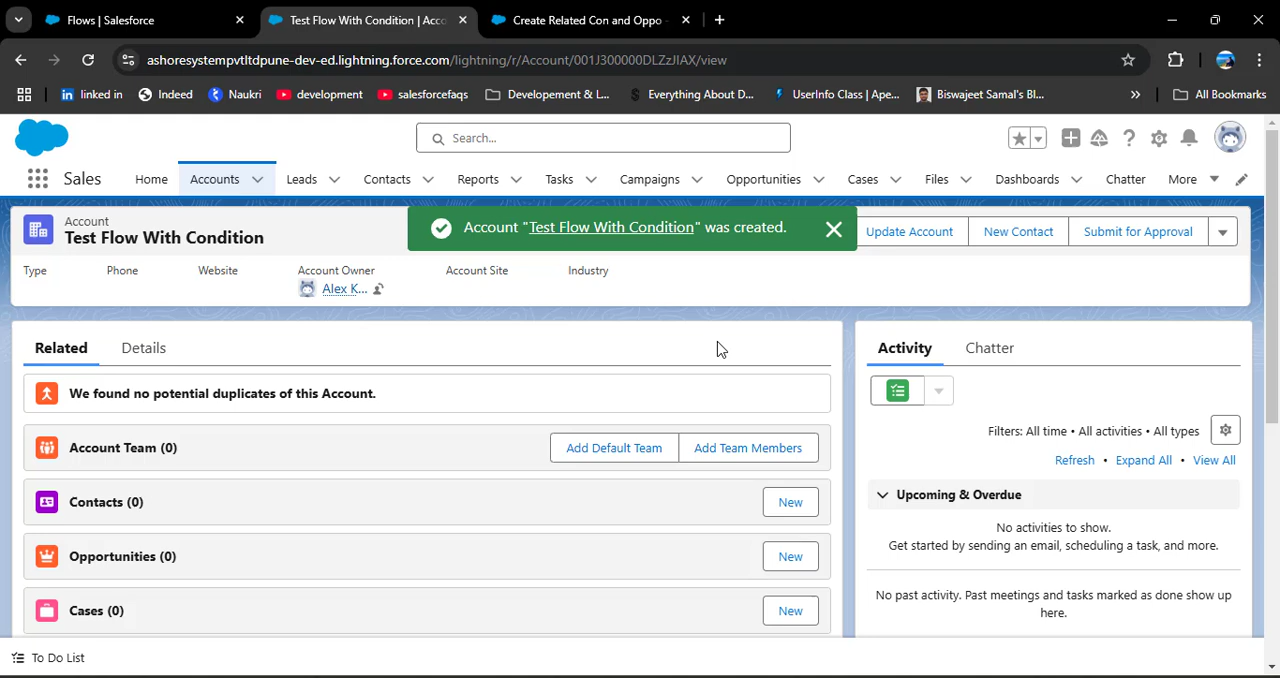 Flows | Salesforce
Test Flow With Condition | Acco
Create Related Con and Oppo
ashoresystempvtltdpune-dev-ed.lightning.force.com/lightning/r/Account/001J300000DLZzJIAX/view
linked in
Indeed
Naukri
development
salesforcefaqs
Developement & L...
Everything About D...
UserInfo Class | Ape...
Biswajeet Samal's Bl...
All Bookmarks
Search...
Sales
Home
Accounts
Leads
Contacts
Reports
Tasks
Campaigns
Opportunities
Cases
Files
Dashboards
Chatter
More
Account
Test Flow With Condition
Account "Test Flow With Condition" was created.
Update Account
New Contact
Submit for Approval
Type
Phone
Website
Account Owner
Account Site
Industry
Alex K...
Related
Details
We found no potential duplicates of this Account.
Account Team (0)
Add Default Team
Add Team Members
Contacts (0)
New
Opportunities (0)
New
Cases (0)
New
Activity
Chatter
Filters: All time • All activities • All types
Refresh • Expand All • View All
Upcoming & Overdue
No activities to show.
Get started by sending an email, scheduling a task, and more.
No past activity. Past meetings and tasks marked as done show up
here.
To Do List